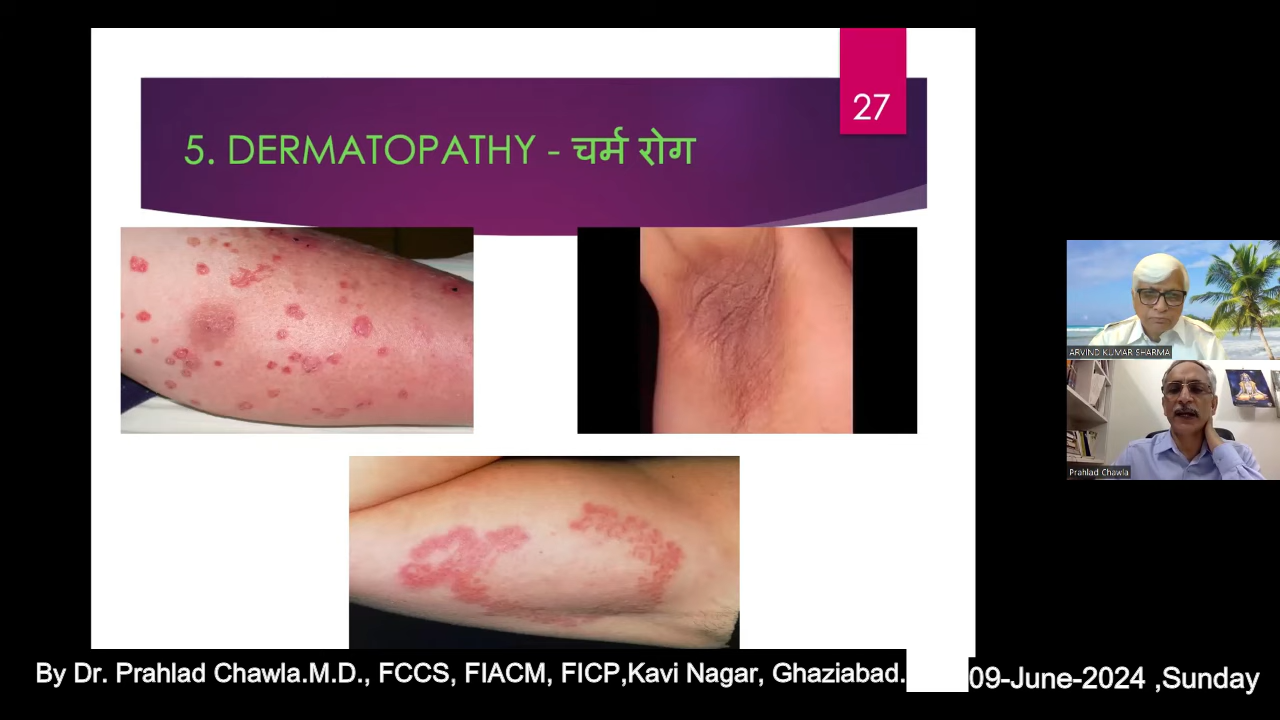 27
5. DERMATOPATHY - चर्म रोग
ARVIND KUMAR SHARMA
Prahlad Chawla
By Dr. Prahlad Chawla.M.D., FCCS, FIACM, FICP,Kavi Nagar, Ghaziabad.
09-June-2024 ,Sunday